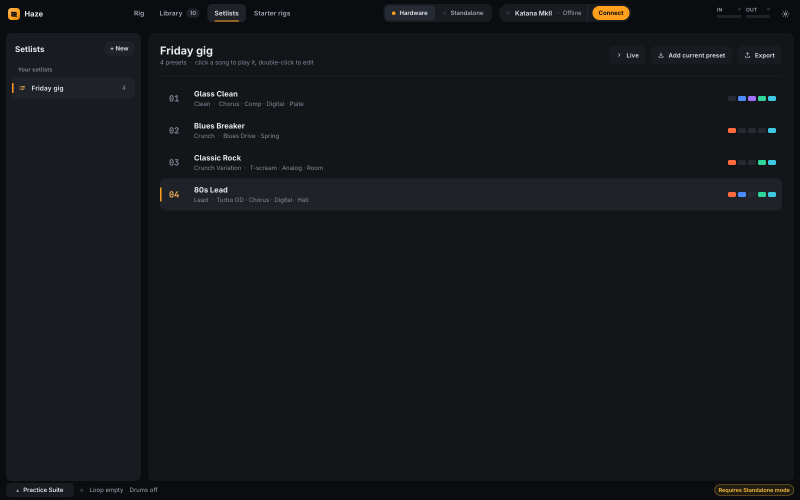 Haze
Rig
Library 10
Setlists
Starter rigs
Hardware
Standalone
Katana MkII · Offline
Connect
IN
OUT
Setlists
+ New
Your setlists
Friday gig 4
Friday gig
4 presets · click a song to play it, double-click to edit
Live
Add current preset
Export
01
Glass Clean
Clean · Chorus · Comp · Digital · Plate
02
Blues Breaker
Crunch · Blues Drive · Spring
03
Classic Rock
Crunch Variation · T-scream · Analog · Room
04
80s Lead
Lead · Turbo OD · Chorus · Digital · Hall
Practice Suite
Loop empty
Drums off
Requires Standalone mode